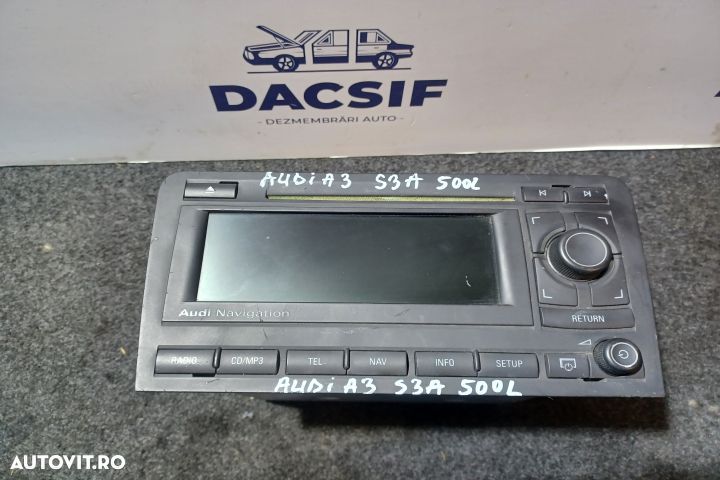 DACSIF
- DEZMEMBRĂRI AUTO -
AUDI A3 S3A 500L
Audi Navigation
RETURN
RADIO CD/MP3 TEL NAV INFO SETUP
AUDI A3 S3A 500L
AUTOVIT.RO